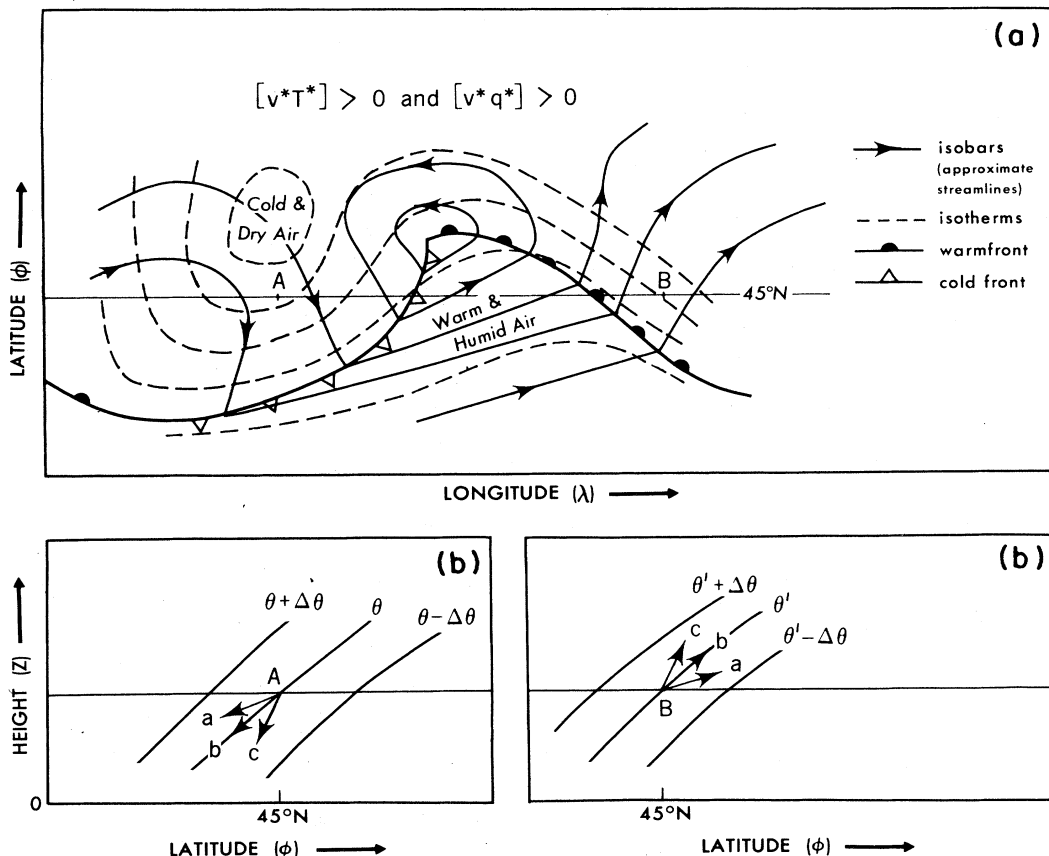 (a)
[v*T*] > 0 and [v*q*] > 0
isobars
(approximate
streamlines)
isotherms
warmfront
cold front
Cold &
Dry Air
A
B
45°N
Warm &
Humid Air
LATITUDE (ϕ)
LONGITUDE (λ)
(b)
θ+Δθ
θ
θ-Δθ
A
a
b
c
HEIGHT (Z)
0
45°N
LATITUDE (ϕ)
(b)
θ'+Δθ
θ'
θ'-Δθ
c
b
a
B
45°N
LATITUDE (ϕ)